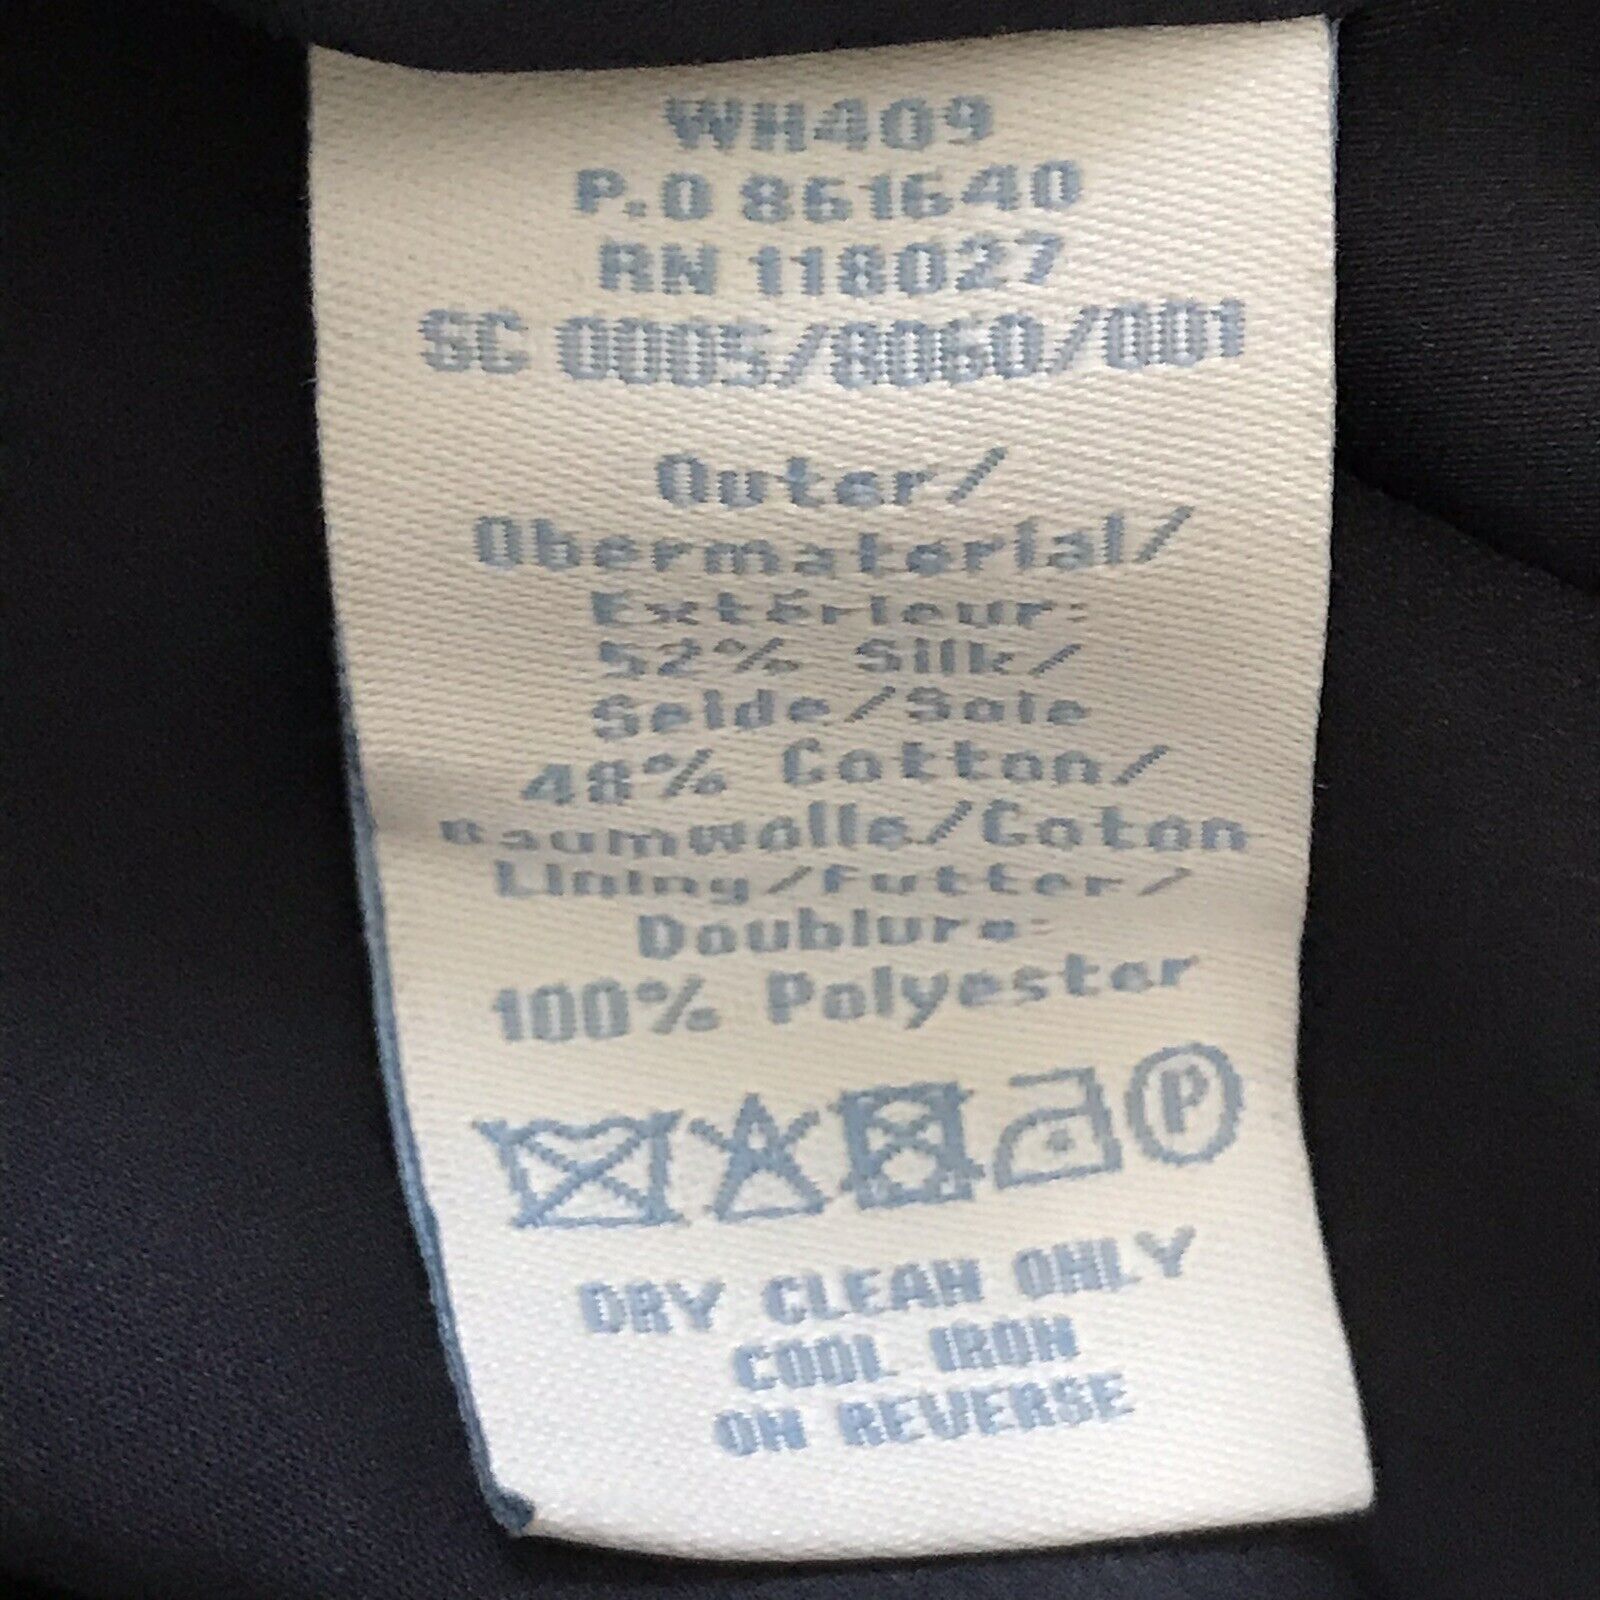 WH409
P.O 861640
RN 118027
SC 0005/8060/001
Outer/
Obermaterial/
Extérieur:
52% Silk/
Seide/Soie
48% Cotton/
Baumwolle/Coton
Lining/Futter/
Doublure:
100% Polyester
P
DRY CLEAN ONLY
COOL IRON
ON REVERSE